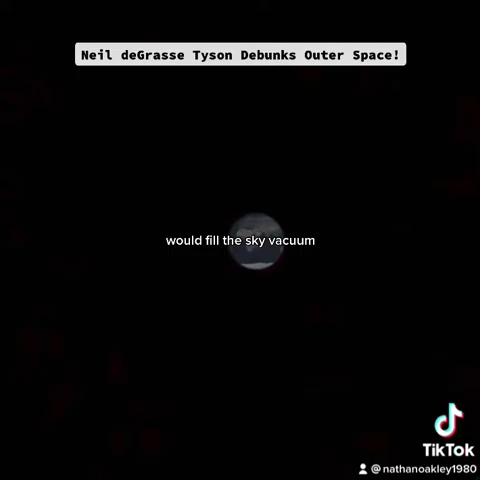 Neil deGrasse Tyson Debunks Outer Space!
would fill the sky vacuum
TikTok
@nathanoakley1980